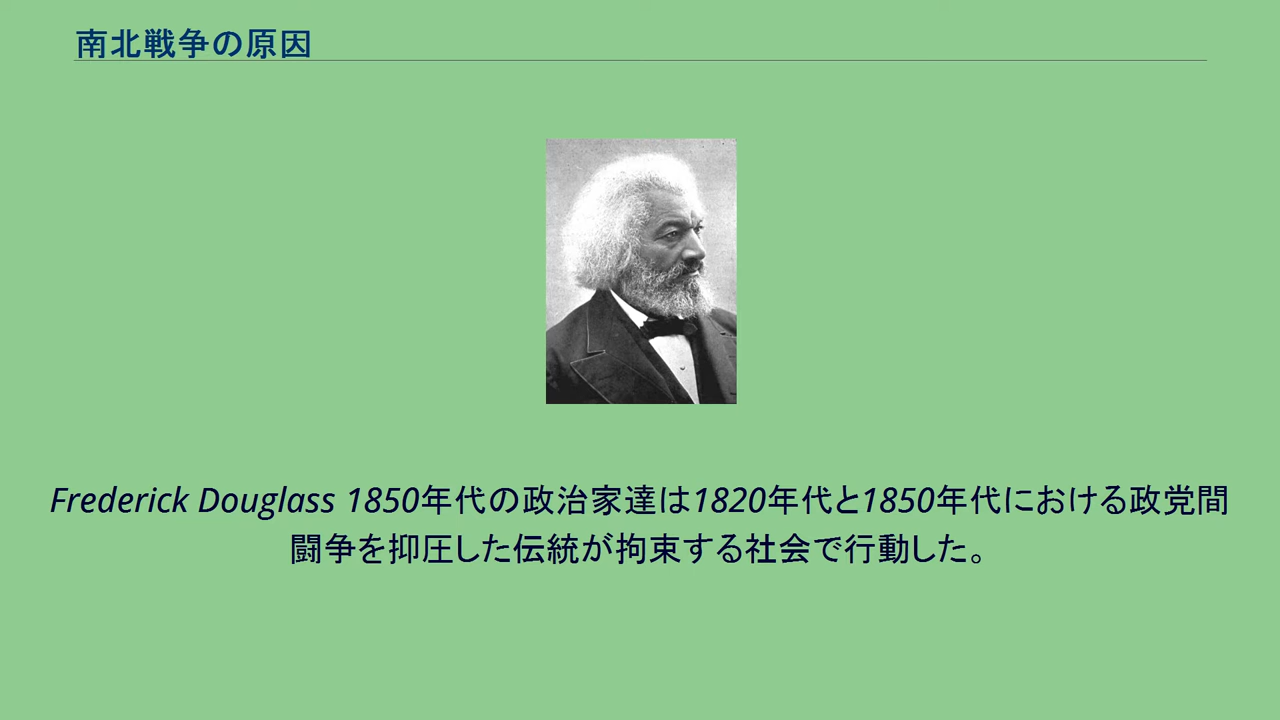 南北戦争の原因
Frederick Douglass 1850年代の政治家達は1820年代と1850年代における政党間
闘争を抑圧した伝統が拘束する社会で行動した。